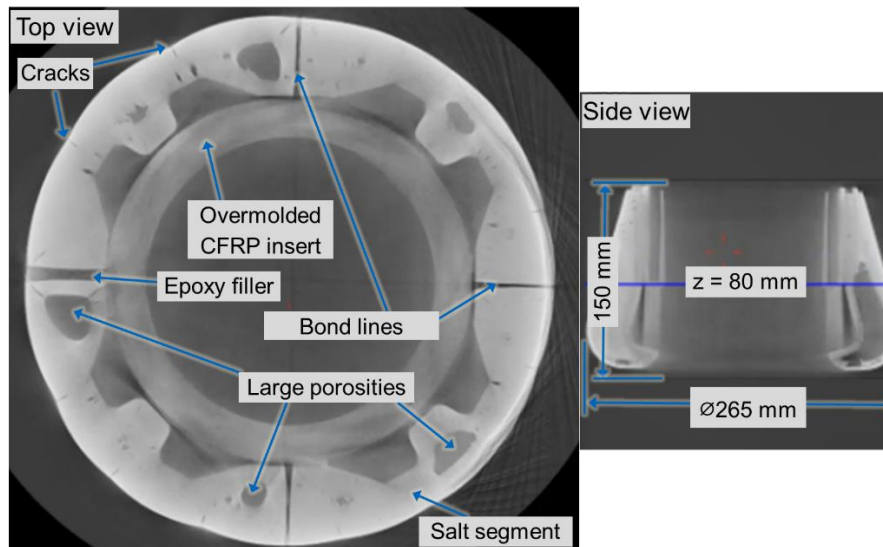 Top view
Cracks
Overmolded
CFRP insert
Epoxy filler
Bond lines
Large porosities
Salt segment
Side view
150 mm
z = 80 mm
Ø265 mm